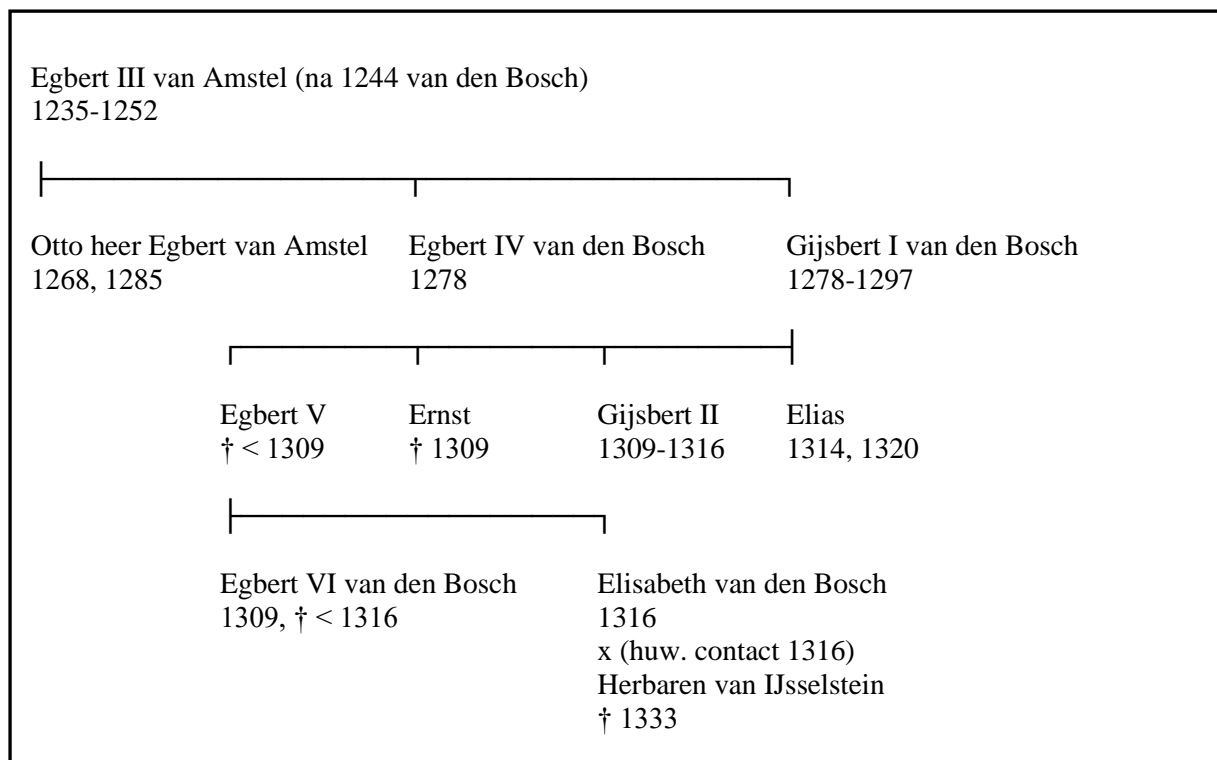 Egbert III van Amstel (na 1244 van den Bosch)
1235-1252
Otto heer Egbert van Amstel Egbert IV van den Bosch Gijsbert I van den Bosch
1268, 1285 1278 1278-1297
Egbert V Ernst Gijsbert II Elias
† < 1309 † 1309 1309-1316 1314, 1320
Egbert VI van den Bosch Elisabeth van den Bosch
1309, † < 1316 1316
x (huw. contact 1316)
Herbaren van IJsselstein
† 1333